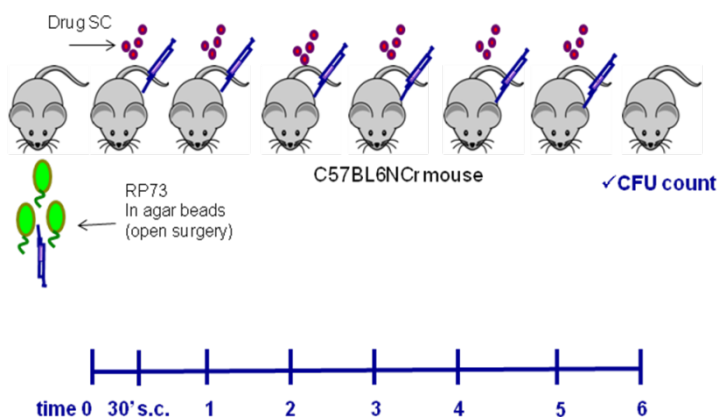 Drug SC
C57BL6NCr mouse
✓CFU count
RP73
In agar beads
(open surgery)
time 0 30' s.c. 1 2 3 4 5 6